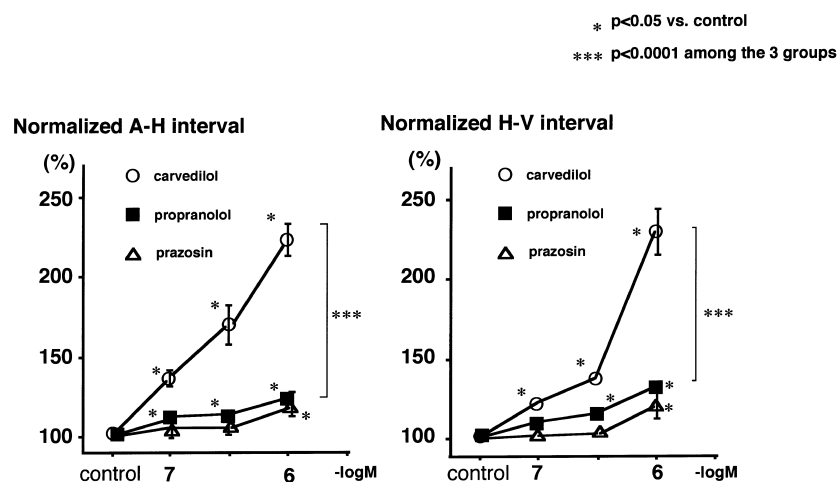 * p<0.05 vs. control
*** p<0.0001 among the 3 groups
Normalized A-H interval
(%)
carvedilol
250
propranolol
prazosin
200
150
100
control 7 6 -logM
* * * * * * *
***
Normalized H-V interval
(%)
carvedilol
250
propranolol
prazosin
200
150
100
control 7 6 -logM
* * * * * *
***